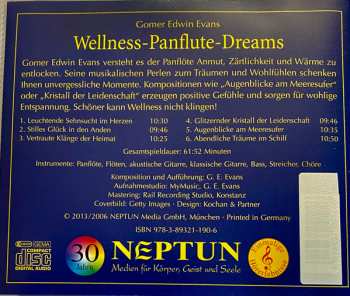 Gomer Edwin Evans
Wellness-Panflute-Dreams
Gomer Edwin Evans versteht es der Panflöte Anmut, Zärtlichkeit und Wärme zu
entlocken. Seine musikalischen Perlen zum Träumen und Wohlfühlen schenken
Ihnen unvergessliche Momente. Kompositionen wie „Augenblicke am Meeresufer"
oder „Kristall der Leidenschaft" erzeugen positive Gefühle und sorgen für wohlige
Entspannung. Schöner kann Wellness nicht klingen!
1. Leuchtende Sehnsucht im Herzen 10:30
2. Stilles Glück in den Anden 09:46
3. Vertraute Klänge der Heimat 10:25
4. Glitzernder Kristall der Leidenschaft 09:46
5. Augenblicke am Meeresufer 10:35
6. Abendliche Träume im Schilf 10:50
Gesamtspieldauer: 61:52 Minuten
Instrumente: Panflöte, Flöten, akustische Gitarre, klassische Gitarre, Bass, Streicher, Chöre
Komposition und Aufführung: G. E. Evans
Aufnahmestudio: MyMusic, G. E. Evans
Mastering: Rail Recording Studio, Konstanz
Coverbild: Getty Images · Design: Kochan & Partner
© 2013/2006 NEPTUN Media GmbH, München · Printed in Germany
ISBN 978-3-89321-190-6
GEMA
COMPACT
disc
DIGITAL AUDIO
30
Jahre
NEPTUN
Medien für Körper, Geist und Seele